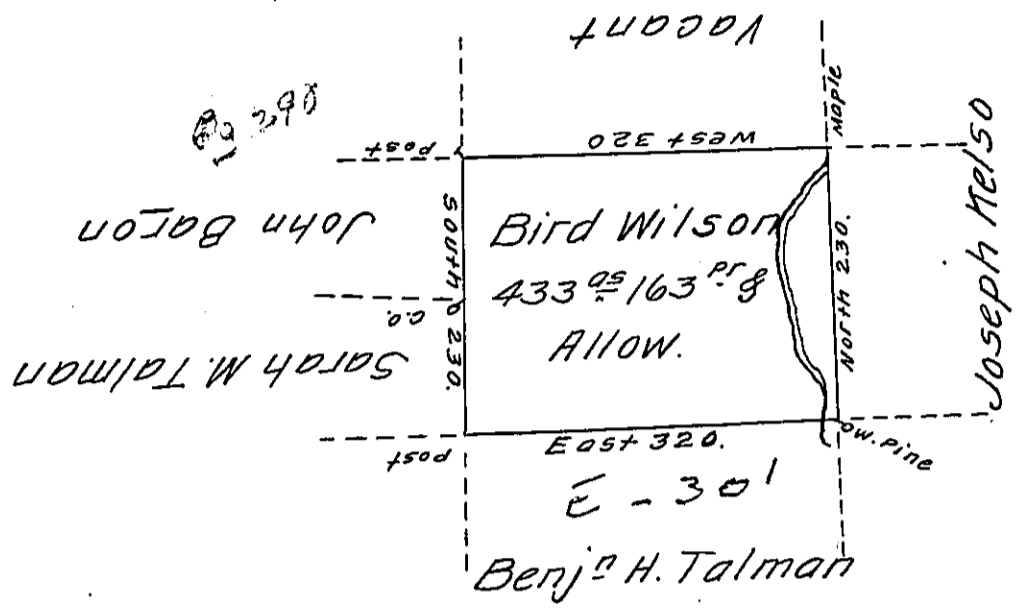 Vacant
Maple
West 320
Post
John Baron
South 230.
C.O.
Sarah M. Talman
Bird Wilson
433 as 163 pr &
Allow.
North 230.
Joseph Kelso
Post
East 320.
W. Pine
E - 301
Benjn H. Talman